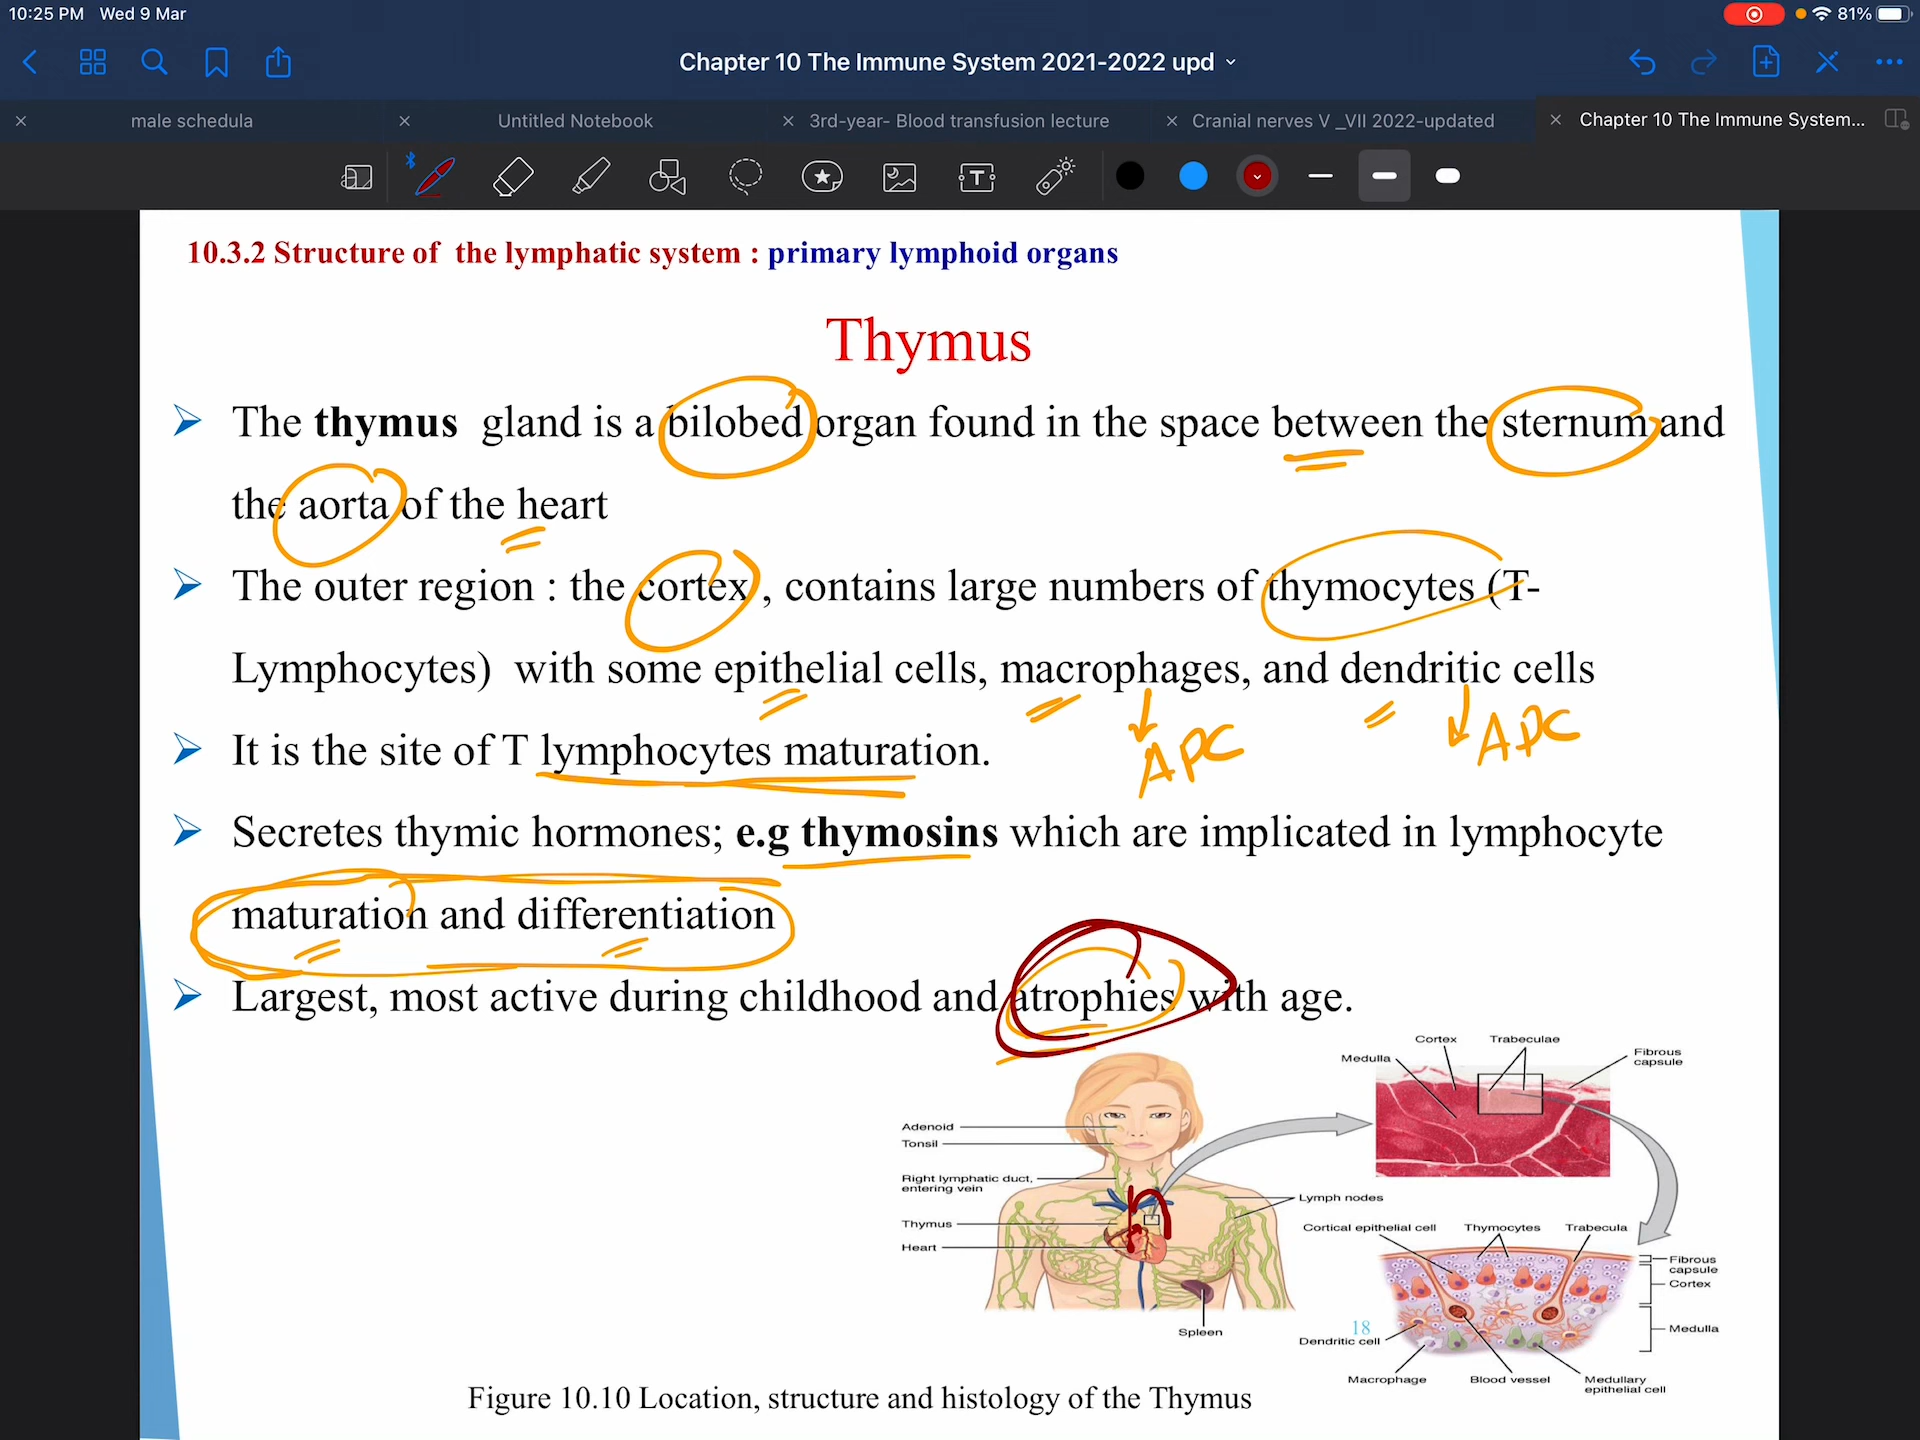 10:25 PM Wed 9 Mar
81%
Chapter 10 The Immune System 2021-2022 upd
male schedula
Untitled Notebook
3rd-year- Blood transfusion lecture
Cranial nerves V _VII 2022-updated
Chapter 10 The Immune System...
10.3.2 Structure of the lymphatic system : primary lymphoid organs
Thymus
The thymus gland is a bilobed organ found in the space between the sternum and
the aorta of the heart
The outer region : the cortex , contains large numbers of thymocytes (T-
Lymphocytes) with some epithelial cells, macrophages, and dendritic cells
APC
APC
It is the site of T lymphocytes maturation.
Secretes thymic hormones; e.g thymosins which are implicated in lymphocyte
maturation and differentiation
Largest, most active during childhood and atrophies with age.
Cortex
Trabeculae
Medulla
Fibrous
capsule
Adenoid
Tonsil
Right lymphatic duct,
entering vein
Thymus
Heart
Lymph nodes
Spleen
Cortical epithelial cell
Thymocytes
Trabecula
Fibrous
capsule
Cortex
Medulla
18
Dendritic cell
Macrophage
Blood vessel
Medullary
epithelial cell
Figure 10.10 Location, structure and histology of the Thymus